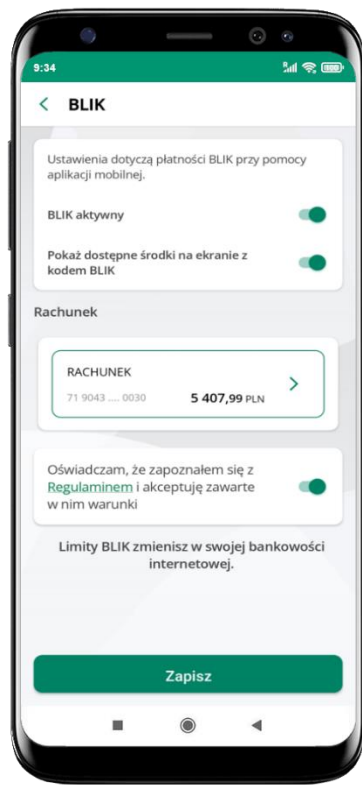 9:34
BLIK
Ustawienia dotyczą płatności BLIK przy pomocy
aplikacji mobilnej.
BLIK aktywny
Pokaż dostępne środki na ekranie z
kodem BLIK
Rachunek
RACHUNEK
71 9043 .... 0030 5 407,99 PLN
Oświadczam, że zapoznałem się z
Regulaminem i akceptuję zawarte
w nim warunki
Limity BLIK zmienisz w swojej bankowości
internetowej.
Zapisz